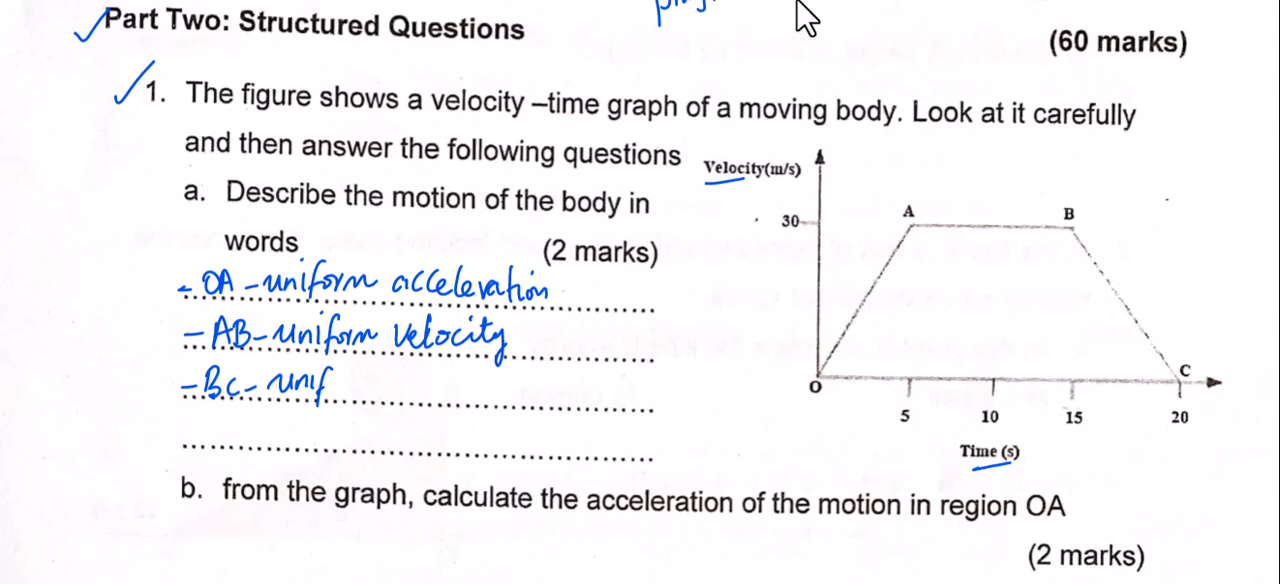 Part Two: Structured Questions
(60 marks)
1. The figure shows a velocity –time graph of a moving body. Look at it carefully
and then answer the following questions
a. Describe the motion of the body in
words
(2 marks)
- OA - uniform acceleration
- AB - uniform velocity
- BC - unif
Velocity(m/s)
30
A
B
O
C
5
10
15
20
Time (s)
b. from the graph, calculate the acceleration of the motion in region OA
(2 marks)